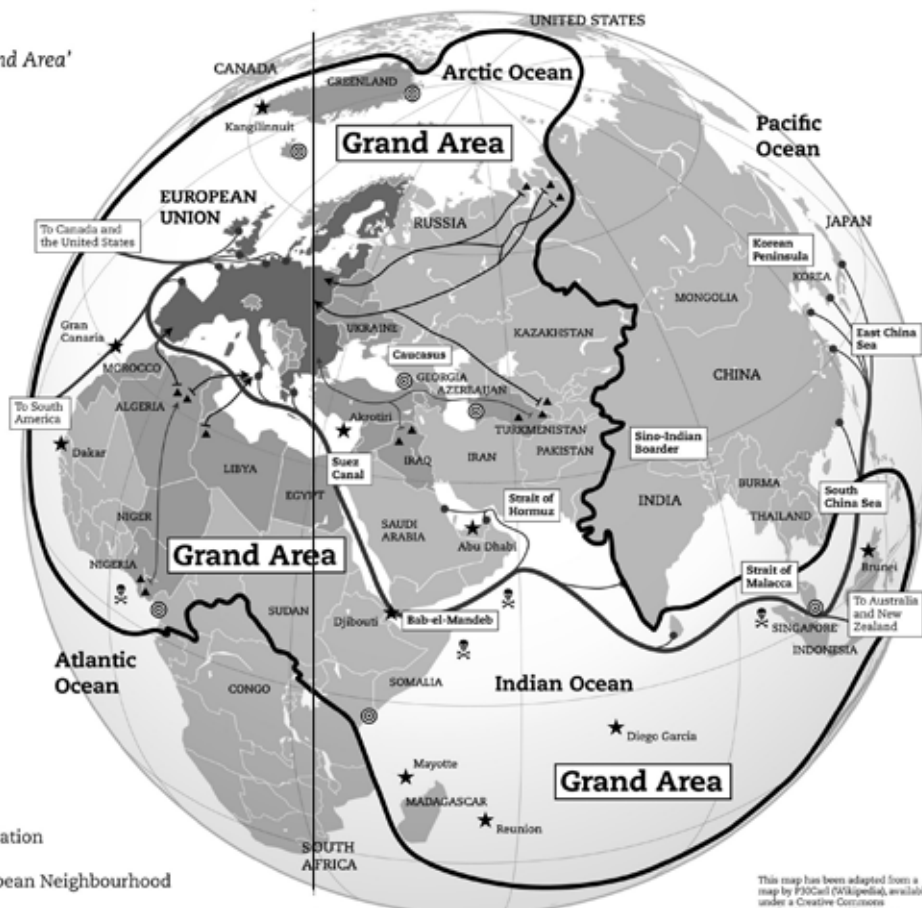 nd Area'
UNITED STATES
CANADA
GREENLAND
Arctic Ocean
Kangilinnuit
Grand Area
Pacific
Ocean
EUROPEAN
UNION
RUSSIA
JAPAN
To Canada and
the United States
Korean
Peninsula
KOREA
MONGOLIA
Gran
Canaria
UKRAINE
KAZAKHSTAN
East China
Sea
MOROCCO
Caucasus
GEORGIA
AZERBAIJAN
CHINA
ALGERIA
To South
America
Akrotiri
TURKMENISTAN
Sino-Indian
Boarder
Dakar
PAKISTAN
IRAQ
IRAN
Suez
Canal
LIBYA
EGYPT
BURMA
INDIA
South
China Sea
Strait of
Hormuz
NIGER
SAUDI
ARABIA
THAILAND
Abu Dhabi
Grand Area
NIGERIA
Brunei
Strait of
Malacca
To Australia
and New
Zealand
SUDAN
Djibouti
Bab-el-Mandeb
SINGAPORE
INDONESIA
Atlantic
Ocean
CONGO
SOMALIA
Indian Ocean
Diego Garcia
Mayotte
Grand Area
MADAGASCAR
Reunion
ation
SOUTH
AFRICA
pean Neighbourhood
This map has been adapted from a
map by P30Carl (Wikipedia), availabl
under a Creative Commons